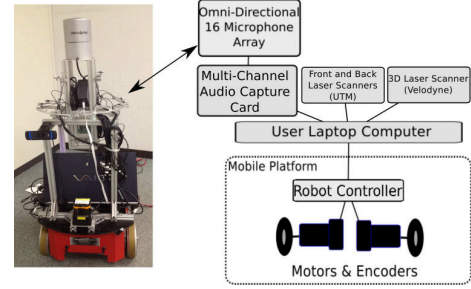 Omni-Directional
16 Microphone
Array
Multi-Channel
Audio Capture
Card
Front and Back
Laser Scanners
(UTM)
3D Laser Scanner
(Velodyne)
User Laptop Computer
Mobile Platform
Robot Controller
Motors & Encoders
VAIO